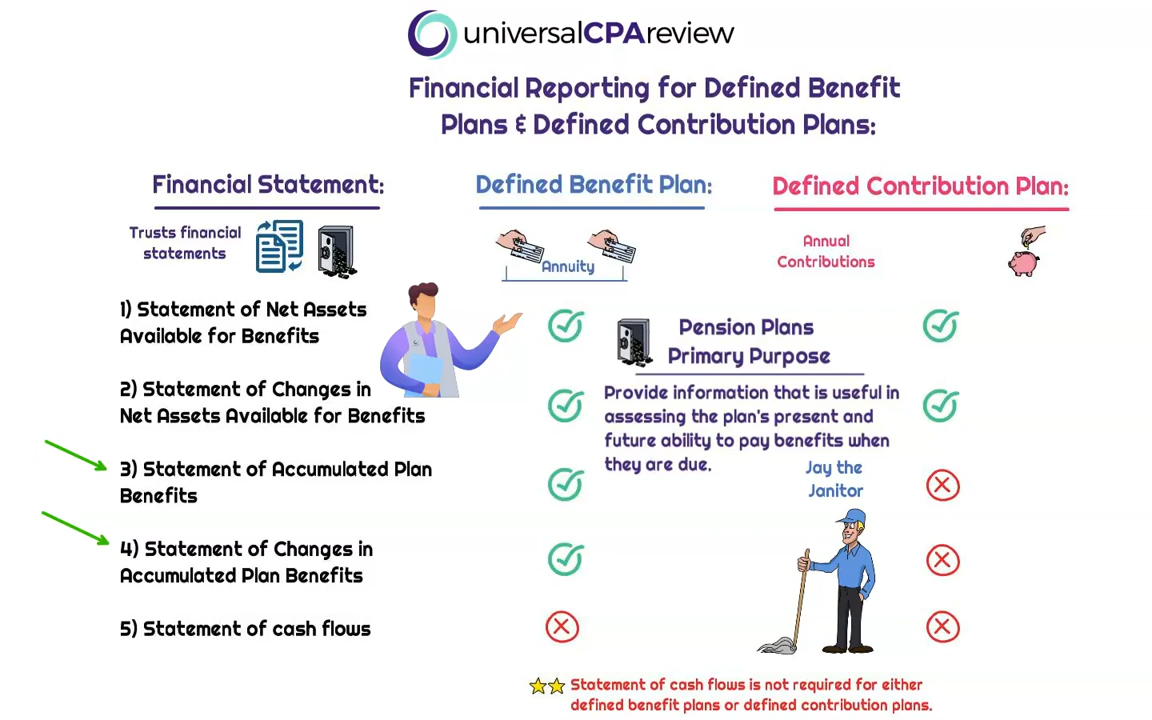 universalCPAreview
Financial Reporting for Defined Benefit
Plans & Defined Contribution Plans:
Financial Statement:
Defined Benefit Plan:
Defined Contribution Plan:
Trusts financial
statements
Annuity
Annual
Contributions
1) Statement of Net Assets
Available for Benefits
2) Statement of Changes in
Net Assets Available for Benefits
3) Statement of Accumulated Plan
Benefits
4) Statement of Changes in
Accumulated Plan Benefits
5) Statement of cash flows
Pension Plans
Primary Purpose
Provide information that is useful in
assessing the plan's present and
future ability to pay benefits when
they are due.
Jay the
Janitor
Statement of cash flows is not required for either
defined benefit plans or defined contribution plans.